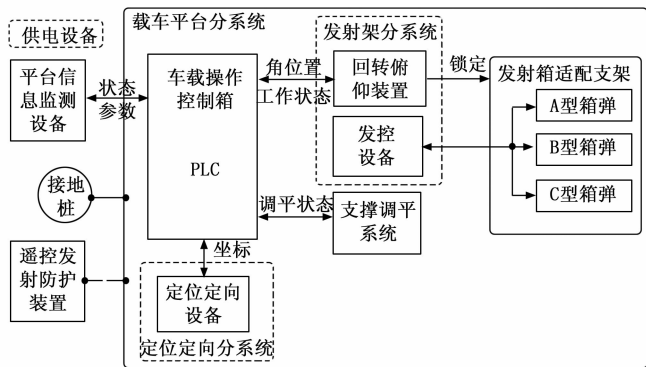 供电设备
载车平台分系统
发射架分系统
平台信
息监测
设备
状态
参数
车载操作
控制箱
PLC
角位置
工作状态
回转俯
仰装置
锁定
发射箱适配支架
A型箱弹
B型箱弹
C型箱弹
发控
设备
接地
桩
调平状态
支撑调平
系统
遥控发
射防护
装置
坐标
定位定向
设备
定位定向分系统